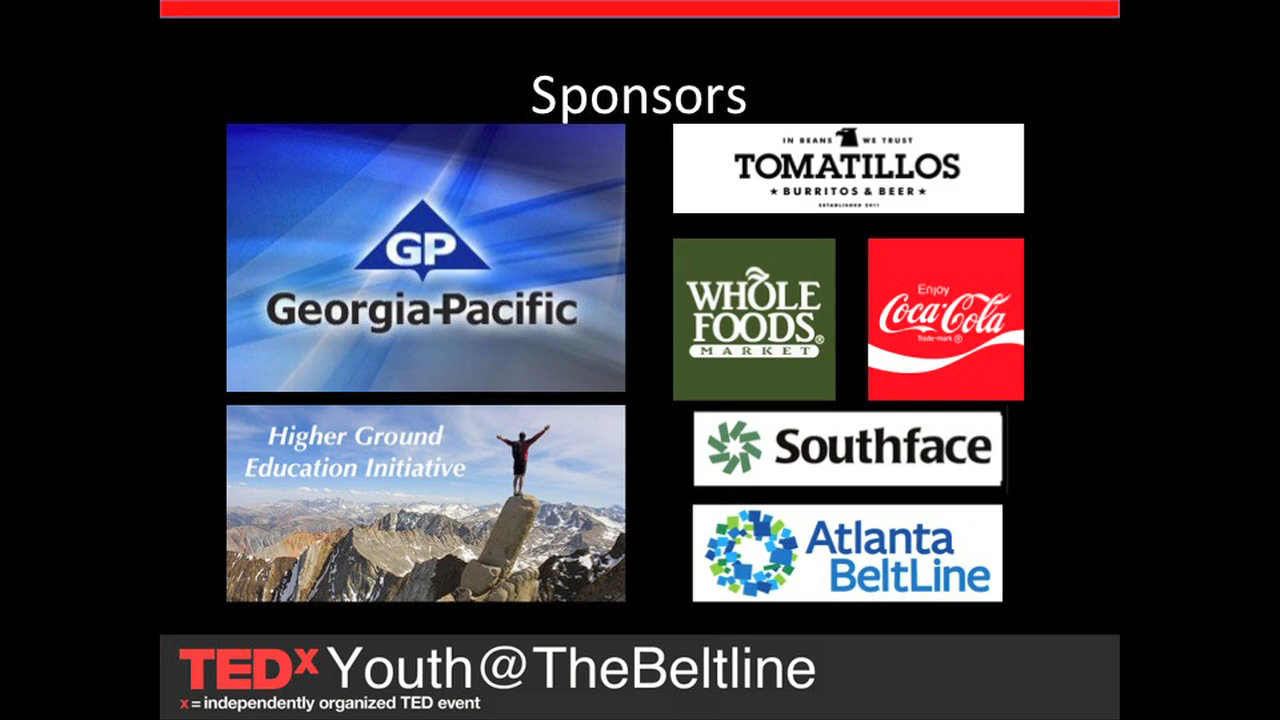 Sponsors
GP
Georgia-Pacific
IN BEANS WE TRUST
TOMATILLOS
★ BURRITOS & BEER ★
ESTABLISHED 2011
WHOLE
FOODS®
MARKET
Enjoy
Coca-Cola
Trade-mark ®
Higher Ground
Education Initiative
Southface
Atlanta
BeltLine
TEDx Youth@TheBeltline
x = independently organized TED event